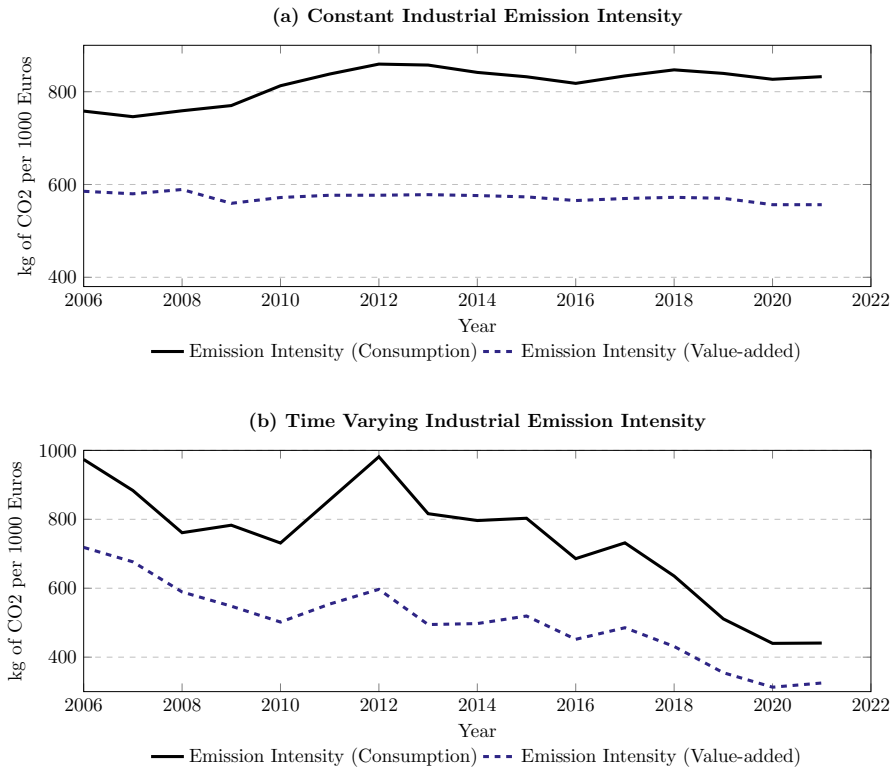 (a) Constant Industrial Emission Intensity
kg of CO2 per 1000 Euros
800
600
400
2006 2008 2010 2012 2014 2016 2018 2020 2022
Year
Emission Intensity (Consumption) Emission Intensity (Value-added)
(b) Time Varying Industrial Emission Intensity
kg of CO2 per 1000 Euros
1000
800
600
400
2006 2008 2010 2012 2014 2016 2018 2020 2022
Year
Emission Intensity (Consumption) Emission Intensity (Value-added)